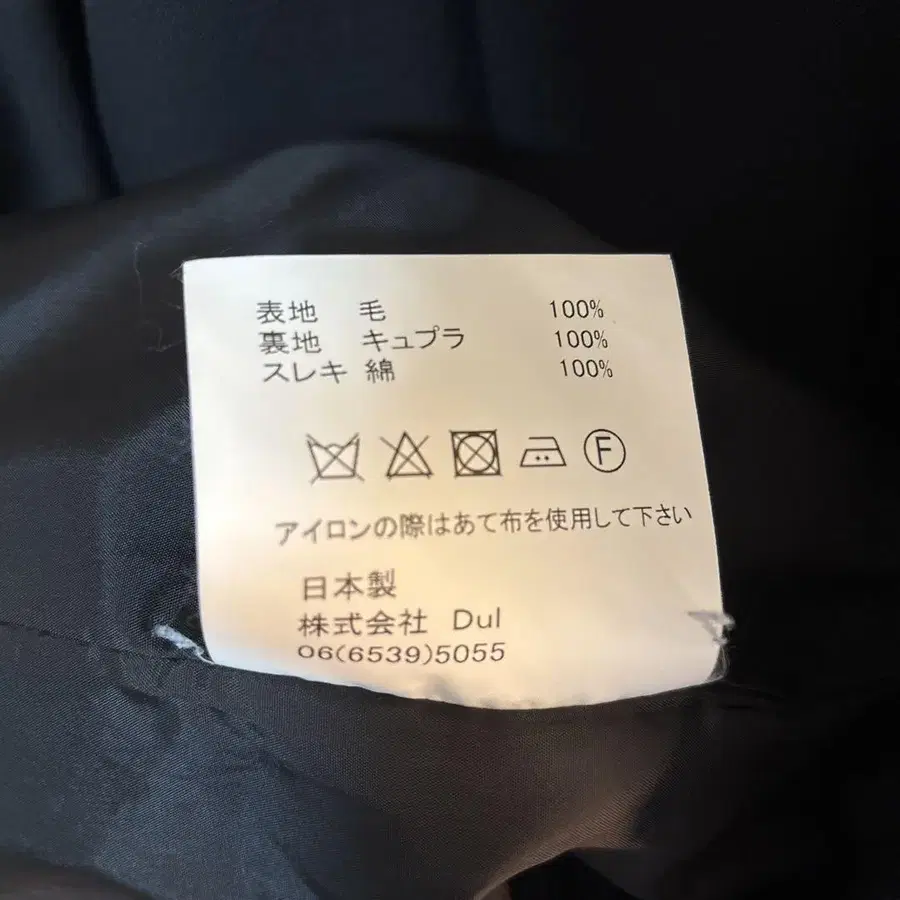 表地 毛 100%
裏地 キュプラ 100%
スレキ 綿 100%
F
アイロンの際はあて布を使用して下さい
日本製
株式会社 Dul
06(6539)5055